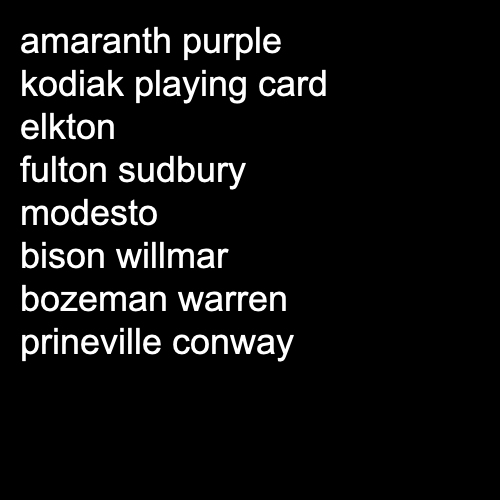 amaranth purple
kodiak playing card
elkton
fulton sudbury
modesto
bison willmar
bozeman warren
prineville conway